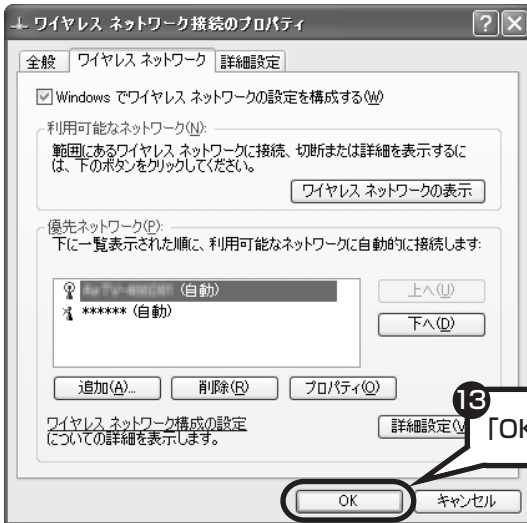 ワイヤレス ネットワーク接続のプロパティ
全般 ワイヤレス ネットワーク 詳細設定
Windows でワイヤレス ネットワークの設定を構成する(W)
利用可能なネットワーク(N):
範囲にあるワイヤレス ネットワークに接続、切断または詳細を表示するに
は、下のボタンをクリックしてください。
ワイヤレス ネットワークの表示
優先ネットワーク(P):
下に一覧表示された順に、利用可能なネットワークに自動的に接続します:
(自動)
****** (自動)
上へ(U)
下へ(D)
追加(A)... 削除(R) プロパティ(O)
ワイヤレス ネットワーク構成の設定
についての詳細を表示します。
詳細設定(V
13
「OK
OK キャンセル